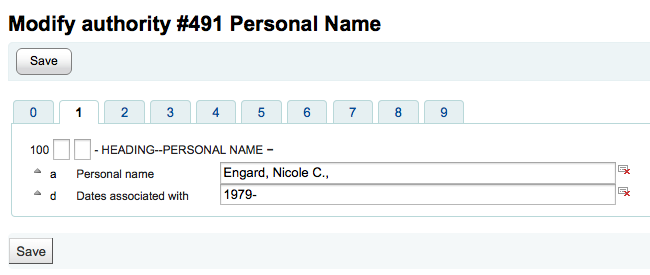 Modify authority #491 Personal Name
Save
0 1 2 3 4 5 6 7 8 9
100 - HEADING--PERSONAL NAME –
a Personal name Engard, Nicole C.,
d Dates associated with 1979-
Save